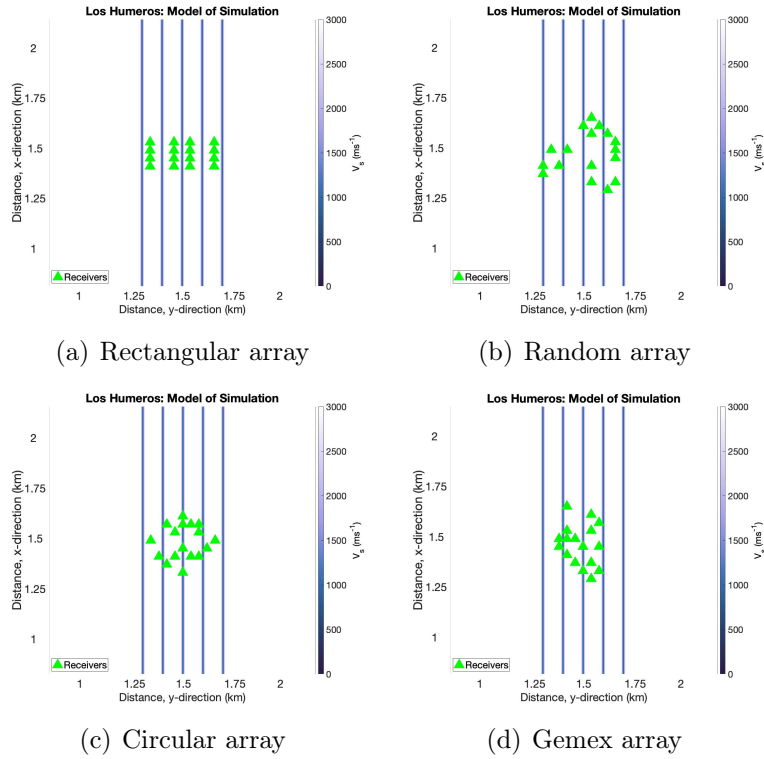 Los Humeros: Model of Simulation
Distance, x-direction (km)
2
1.75
1.5
1.25
1
Receivers
1 1.25 1.5 1.75 2
Distance, y-direction (km)
3000
2500
2000
1500
1000
500
0
V_s (ms^-1)
(a) Rectangular array
Los Humeros: Model of Simulation
Distance, x-direction (km)
2
1.75
1.5
1.25
1
Receivers
1 1.25 1.5 1.75 2
Distance, y-direction (km)
3000
2500
2000
1500
1000
500
0
(ms^-1)
(b) Random array
Los Humeros: Model of Simulation
Distance, x-direction (km)
2
1.75
1.5
1.25
1
Receivers
1 1.25 1.5 1.75 2
Distance, y-direction (km)
3000
2500
2000
1500
1000
500
0
V_s (ms^-1)
(c) Circular array
Los Humeros: Model of Simulation
Distance, x-direction (km)
2
1.75
1.5
1.25
1
Receivers
1 1.25 1.5 1.75 2
Distance, y-direction (km)
3000
2500
2000
1500
1000
500
0
(ms^-1)
(d) Gemex array